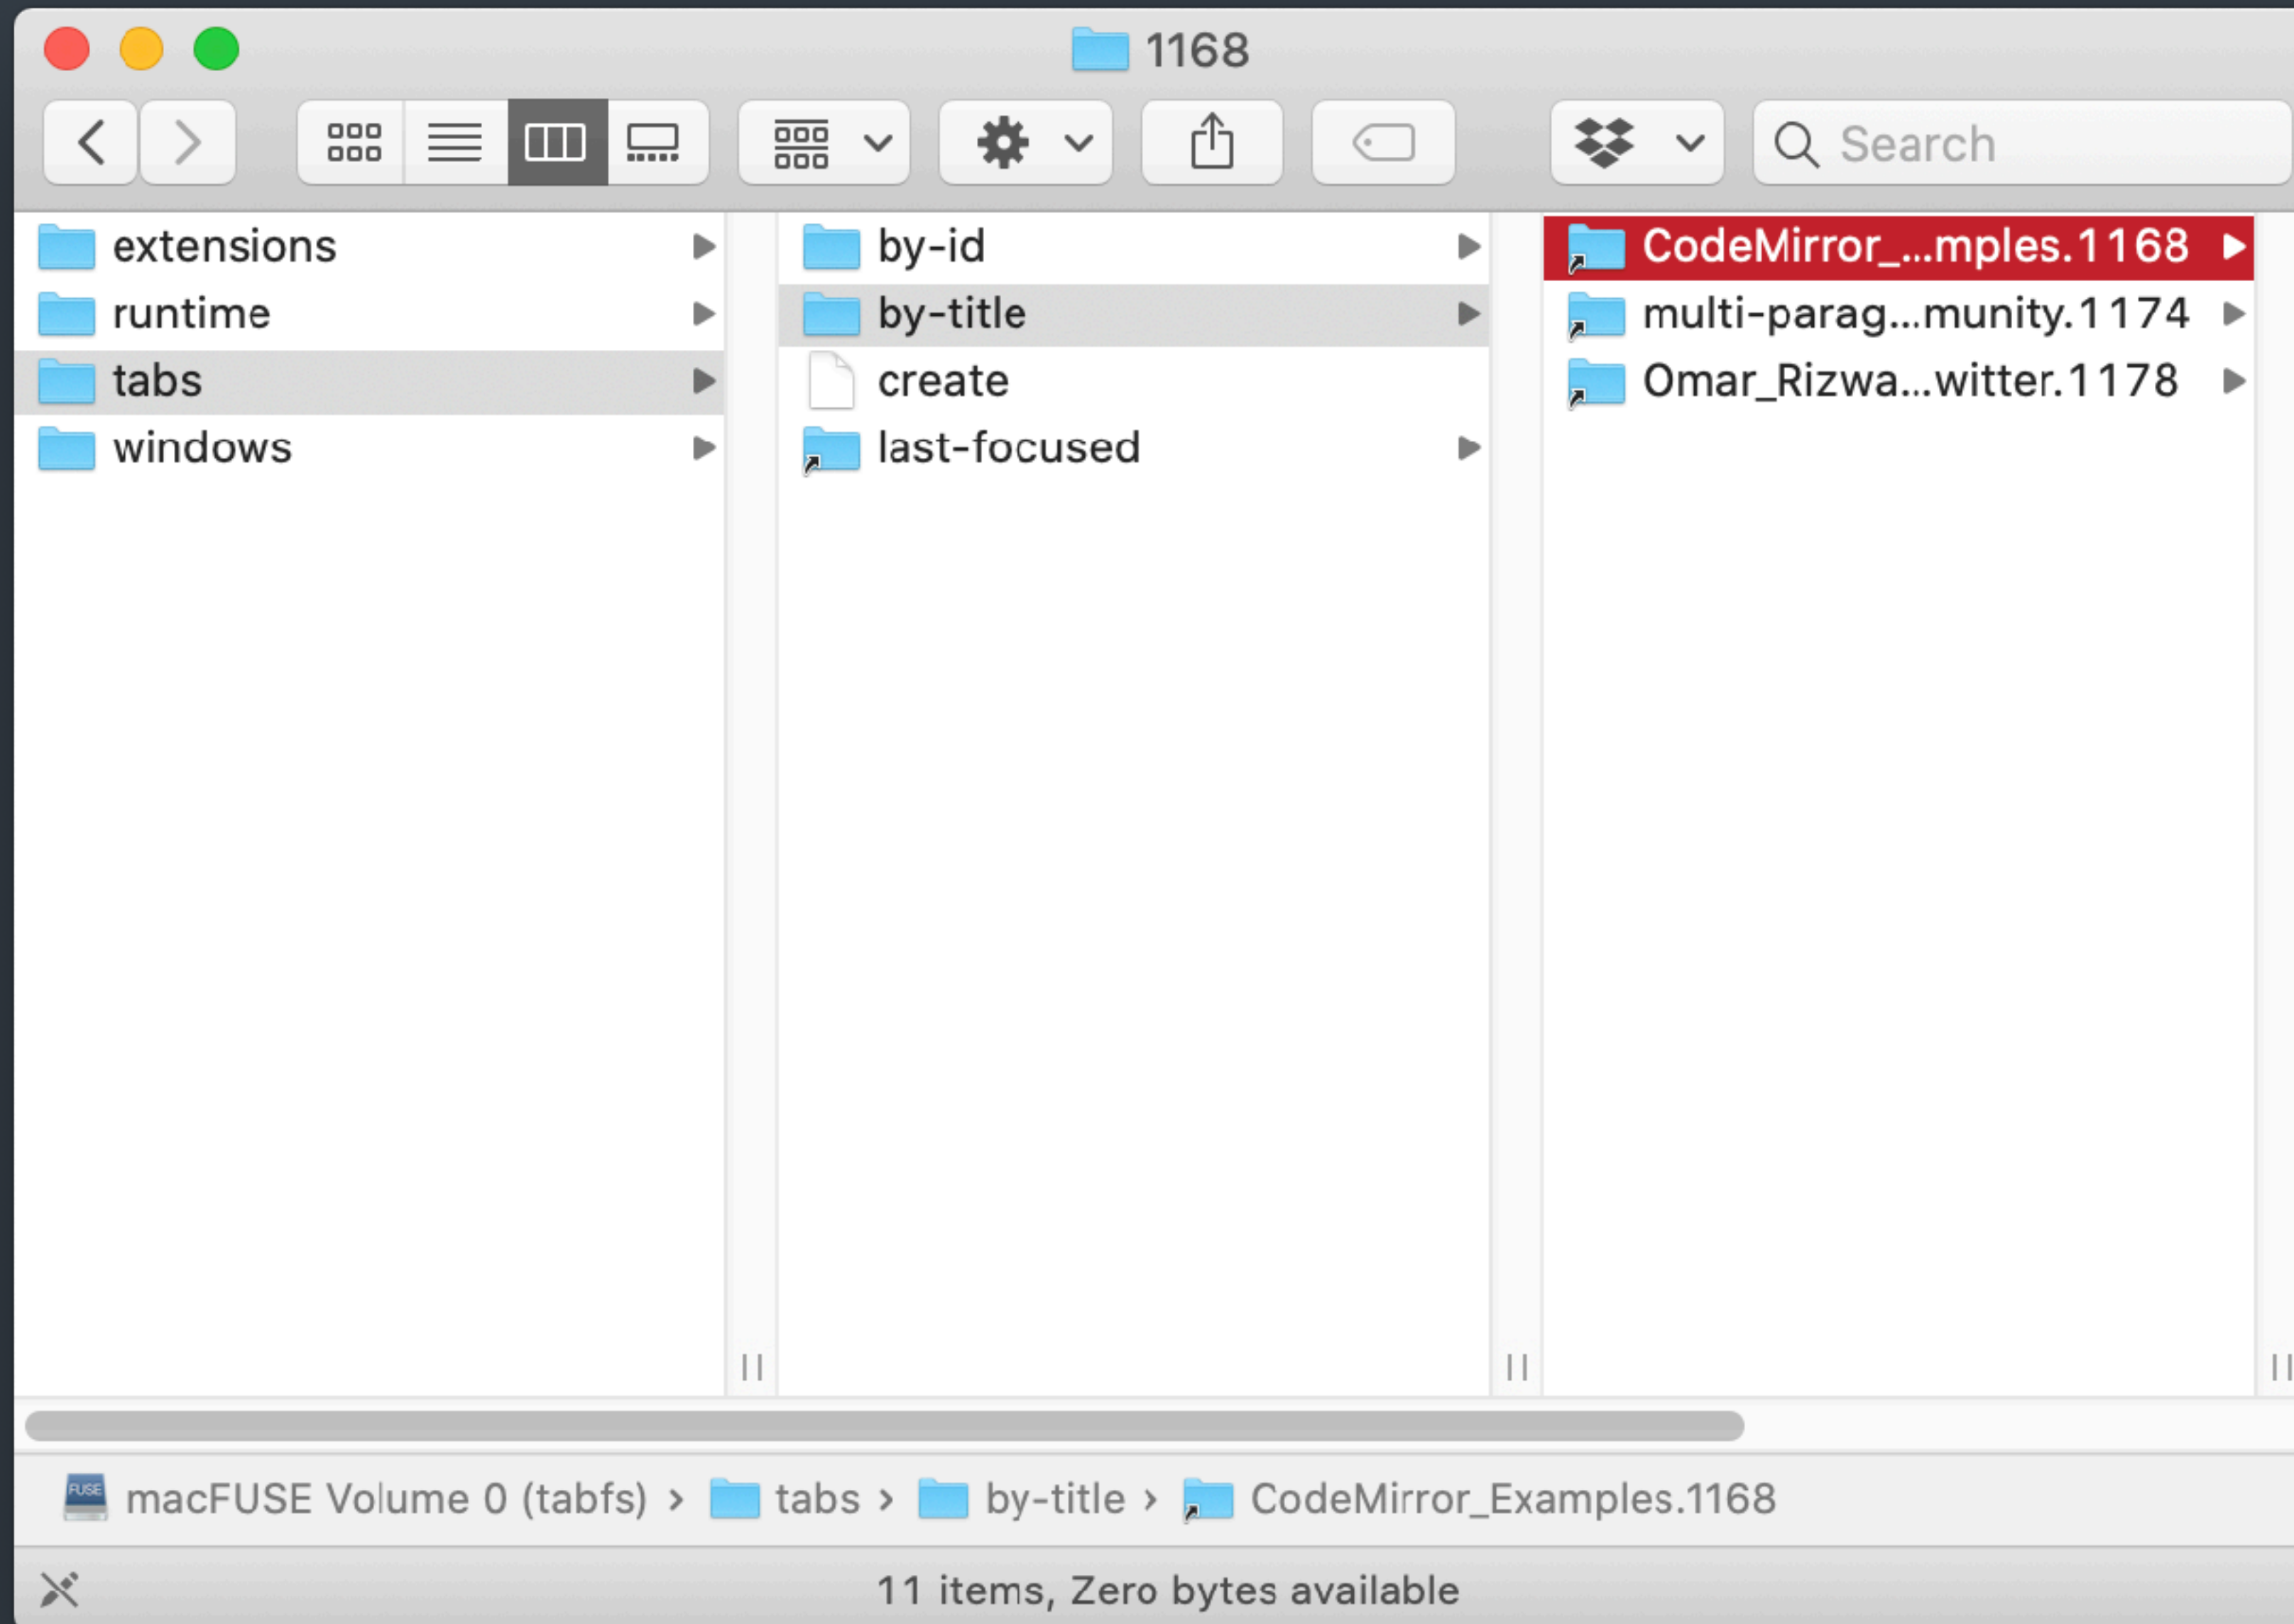 1168
Search
extensions
runtime
tabs
windows
by-id
by-title
create
last-focused
CodeMirror_...mples.1168
multi-parag...munity.1174
Omar_Rizwa...witter.1178
FUSE
macFUSE Volume 0 (tabfs) › tabs › by-title › CodeMirror_Examples.1168
11 items, Zero bytes available